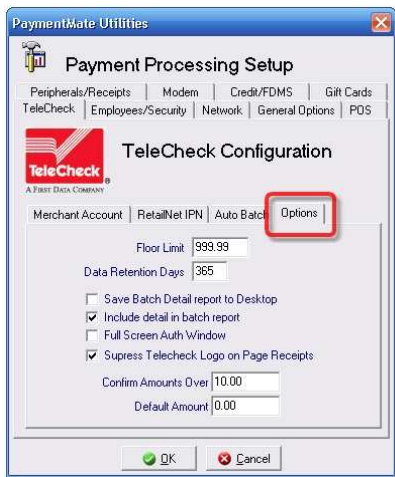 PaymentMate Utilities
Payment Processing Setup
Peripherals/Receipts Modem Credit/FDMS Gift Cards
TeleCheck Employees/Security Network General Options POS
TeleCheck Configuration
TeleCheck
A FIRST DATA COMPANY
Merchant Account RetailNet IPN Auto Batch Options
Floor Limit 999.99
Data Retention Days 365
Save Batch Detail report to Desktop
Include detail in batch report
Full Screen Auth Window
Supress Telecheck Logo on Page Receipts
Confirm Amounts Over 10.00
Default Amount 0.00
OK Cancel